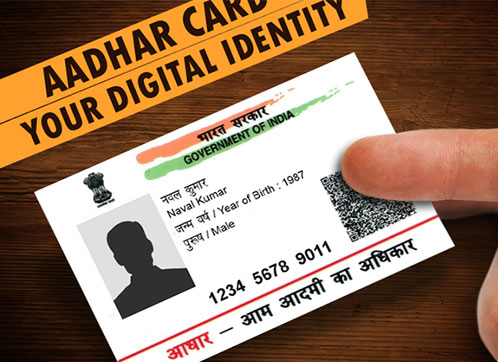 AADHAR CARD
YOUR DIGITAL IDENTITY
भारत सरकार
GOVERNMENT OF INDIA
नवल कुमार
Naval Kumar
जन्म वर्ष / Year of Birth : 1987
पुरूष / Male
1234 5678 9011
आधार – आम आदमी का अधिकार